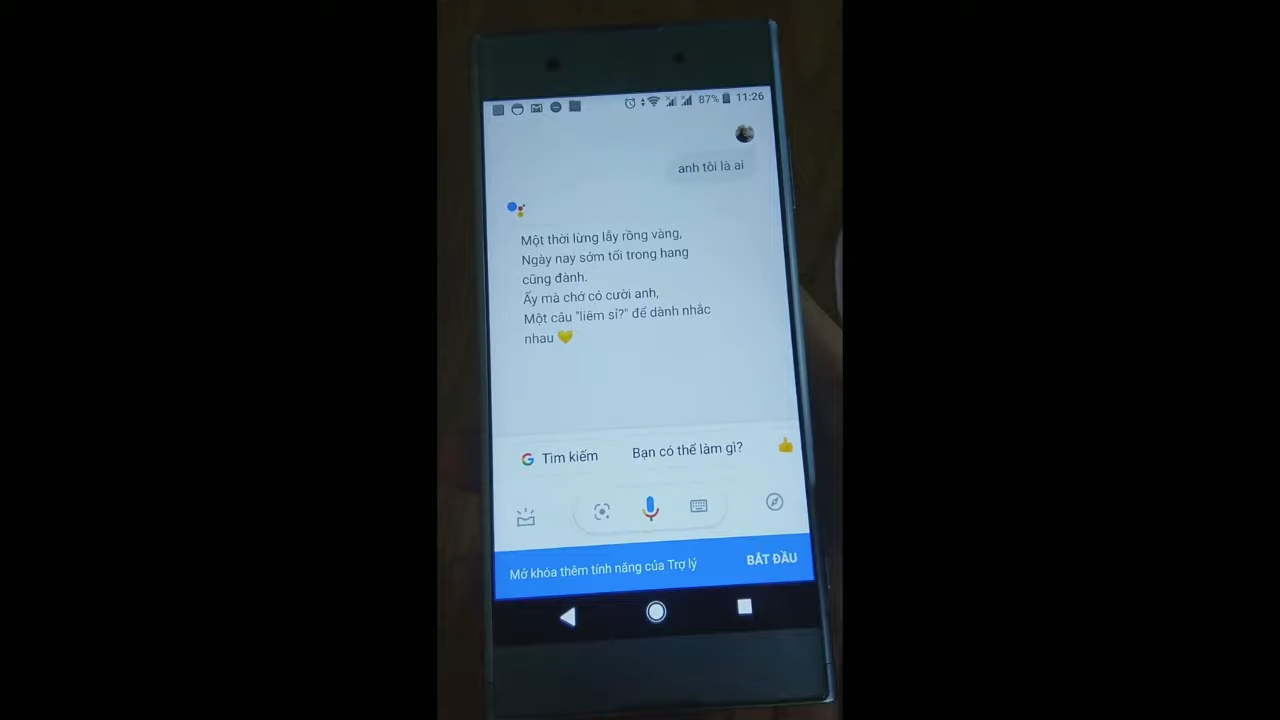 87% 11:26
anh tôi là ai
Một thời lừng lẫy rồng vàng,
Ngày nay sớm tối trong hang
cũng đành.
Ấy mà chớ có cười anh,
Một câu "liêm sỉ?" để dành nhắc
nhau 💛
Tìm kiếm Bạn có thể làm gì? 👍
Mở khóa thêm tính năng của Trợ lý BẮT ĐẦU